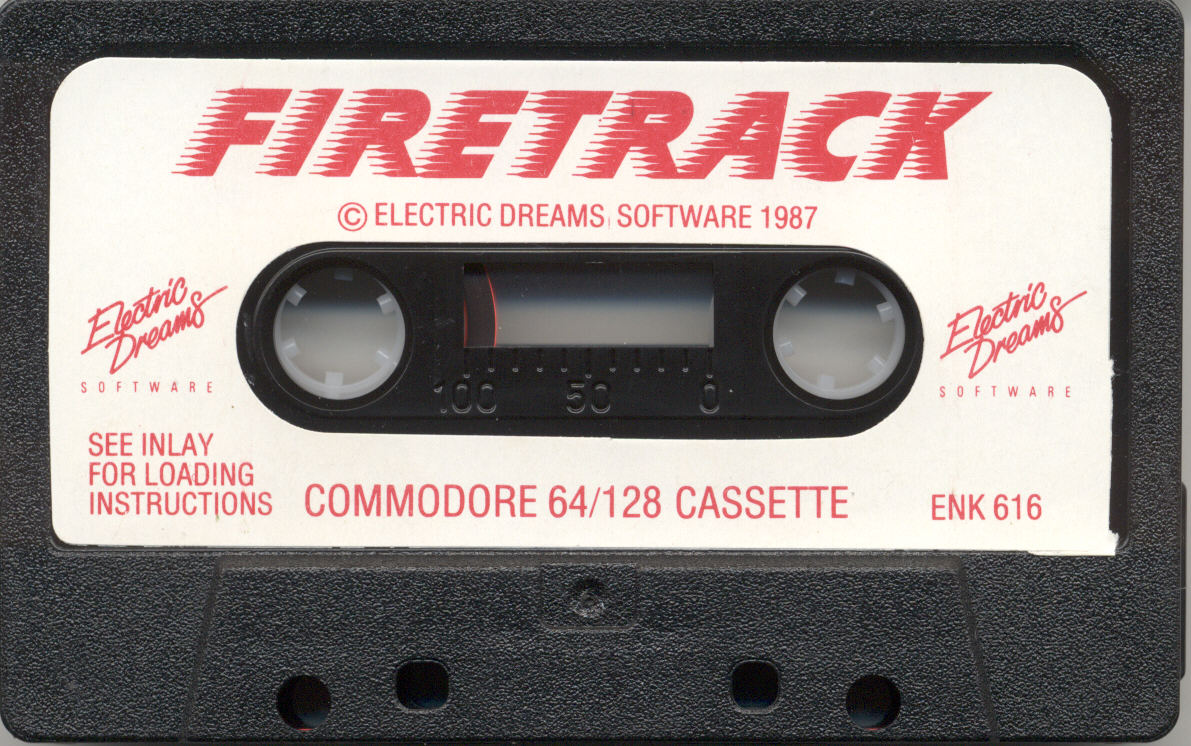 FIRETRACK
© ELECTRIC DREAMS SOFTWARE 1987
Electric
Dreams
SOFTWARE
Electric
Dreams
SOFTWARE
100 50 0
SEE INLAY
FOR LOADING
INSTRUCTIONS
COMMODORE 64/128 CASSETTE
ENK 616